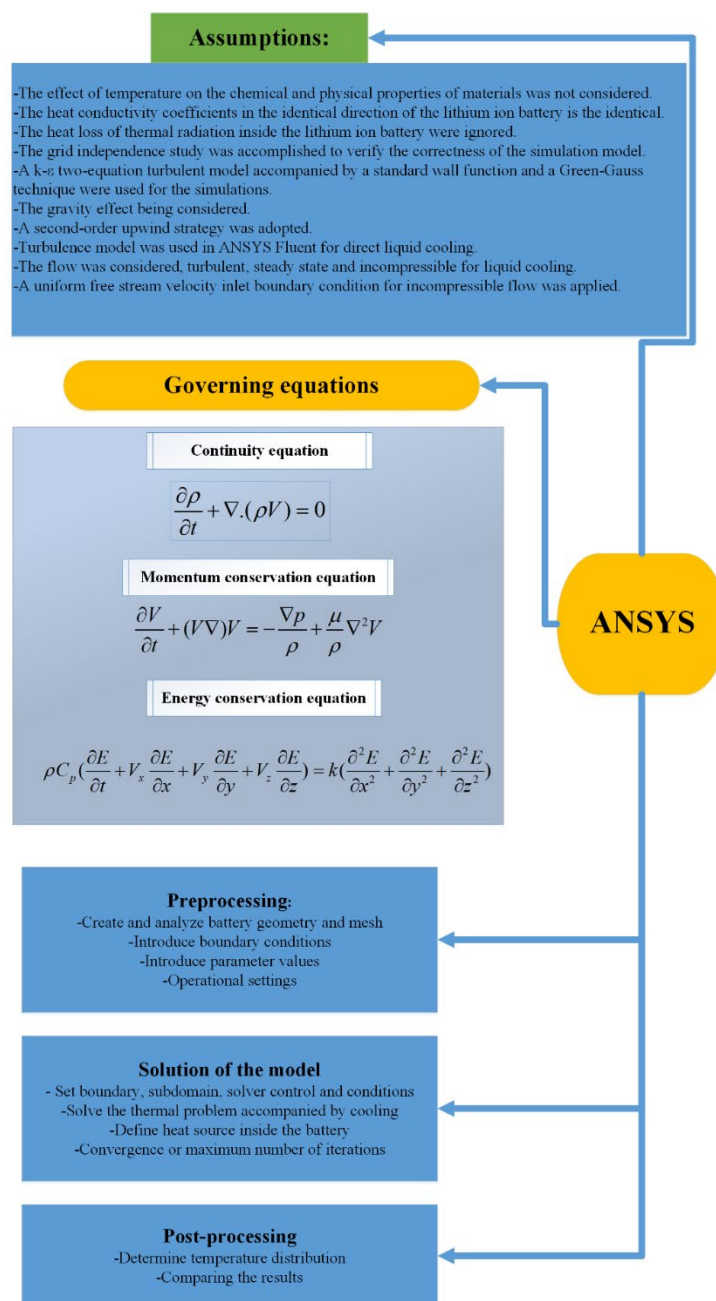 Assumptions:
-The effect of temperature on the chemical and physical properties of materials was not considered.
-The heat conductivity coefficients in the identical direction of the lithium ion battery is the identical.
-The heat loss of thermal radiation inside the lithium ion battery were ignored.
-The grid independence study was accomplished to verify the correctness of the simulation model.
-A k-ε two-equation turbulent model accompanied by a standard wall function and a Green-Gauss
technique were used for the simulations.
-The gravity effect being considered.
-A second-order upwind strategy was adopted.
-Turbulence model was used in ANSYS Fluent for direct liquid cooling.
-The flow was considered, turbulent, steady state and incompressible for liquid cooling.
-A uniform free stream velocity inlet boundary condition for incompressible flow was applied.
Governing equations
Continuity equation
∂ρ/∂t + ∇.(ρV) = 0
Momentum conservation equation
∂V/∂t + (V∇)V = −∇p/ρ + μ/ρ ∇²V
Energy conservation equation
ρC_p(∂E/∂t + V_x ∂E/∂x + V_y ∂E/∂y + V_z ∂E/∂z) = k(∂²E/∂x² + ∂²E/∂y² + ∂²E/∂z²)
ANSYS
Preprocessing:
-Create and analyze battery geometry and mesh
-Introduce boundary conditions
-Introduce parameter values
-Operational settings
Solution of the model
- Set boundary, subdomain, solver control and conditions
-Solve the thermal problem accompanied by cooling
-Define heat source inside the battery
-Convergence or maximum number of iterations
Post-processing
-Determine temperature distribution
-Comparing the results